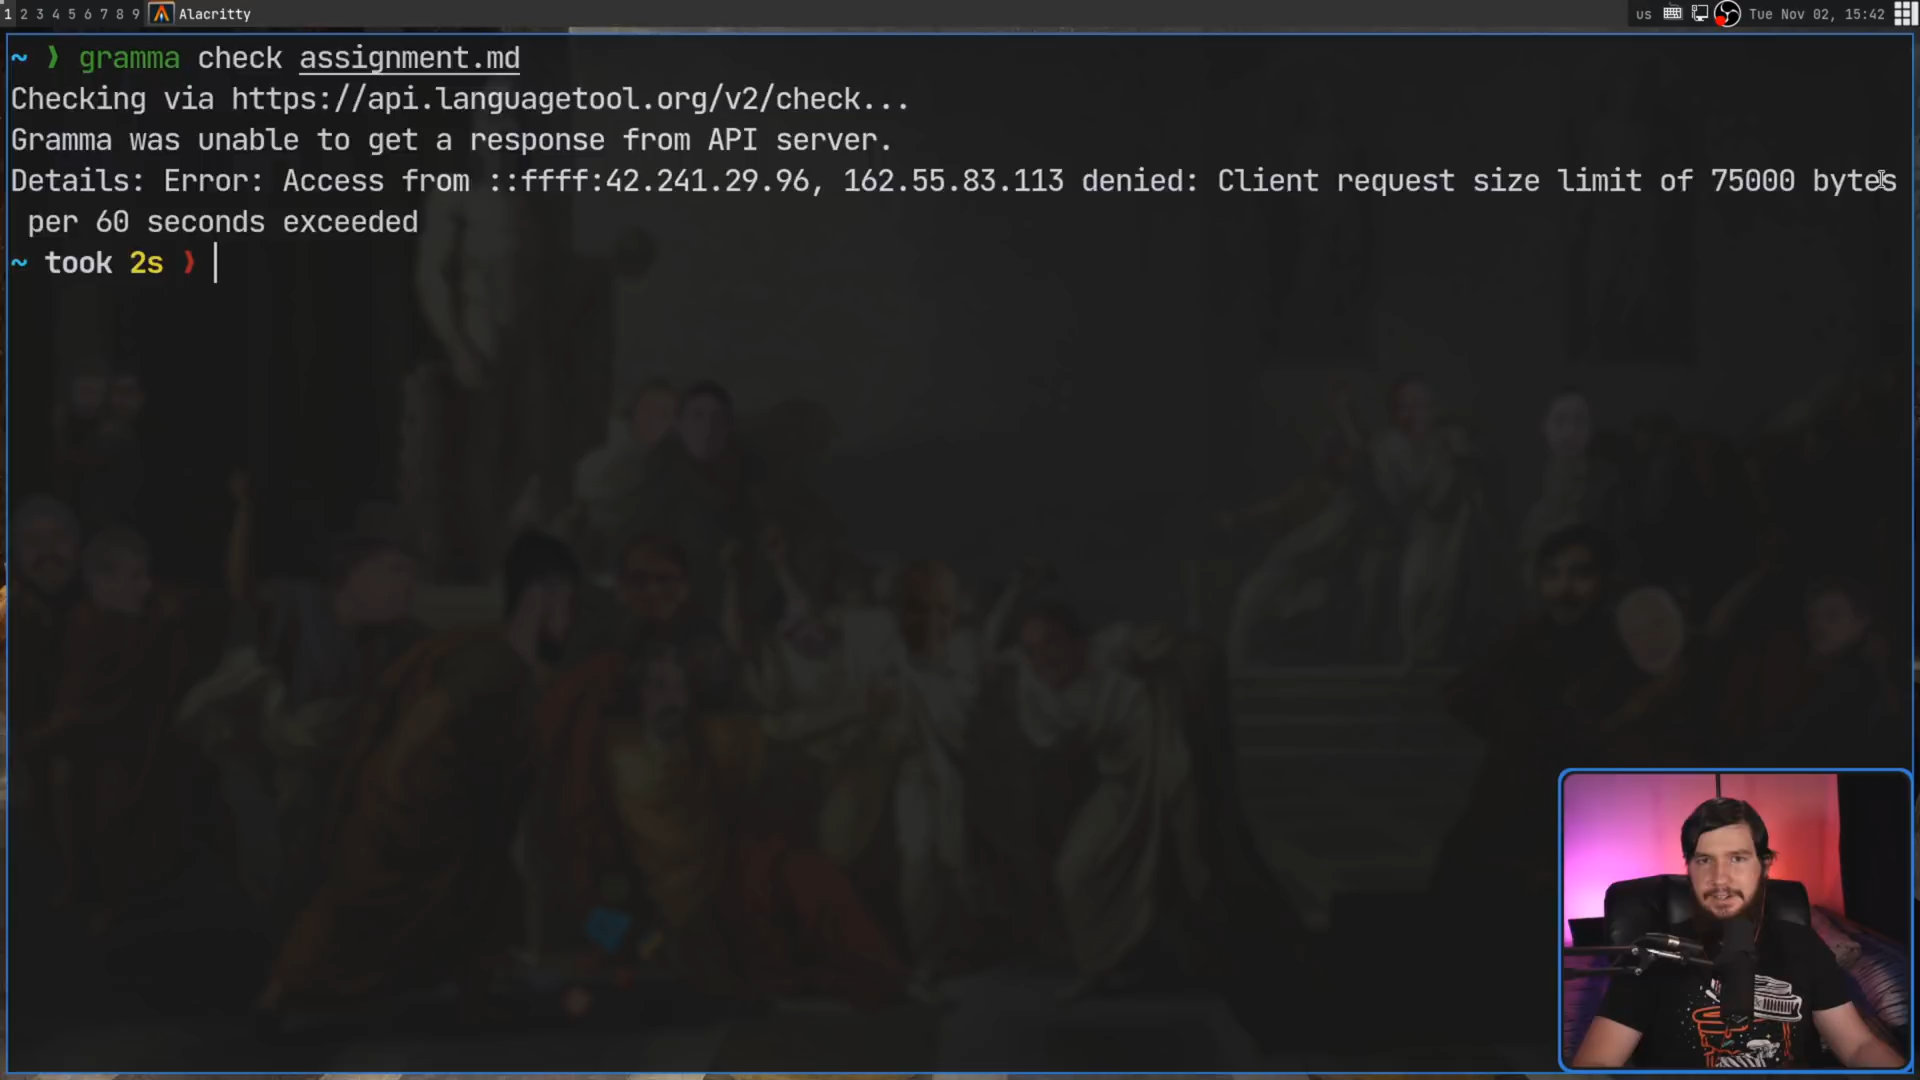 1 2 3 4 5 6 7 8 9 Alacritty us Tue Nov 02, 15:42
~ ❯ gramma check assignment.md
Checking via https://api.languagetool.org/v2/check...
Gramma was unable to get a response from API server.
Details: Error: Access from ::ffff:42.241.29.96, 162.55.83.113 denied: Client request size limit of 75000 bytes
per 60 seconds exceeded
~ took 2s ❯